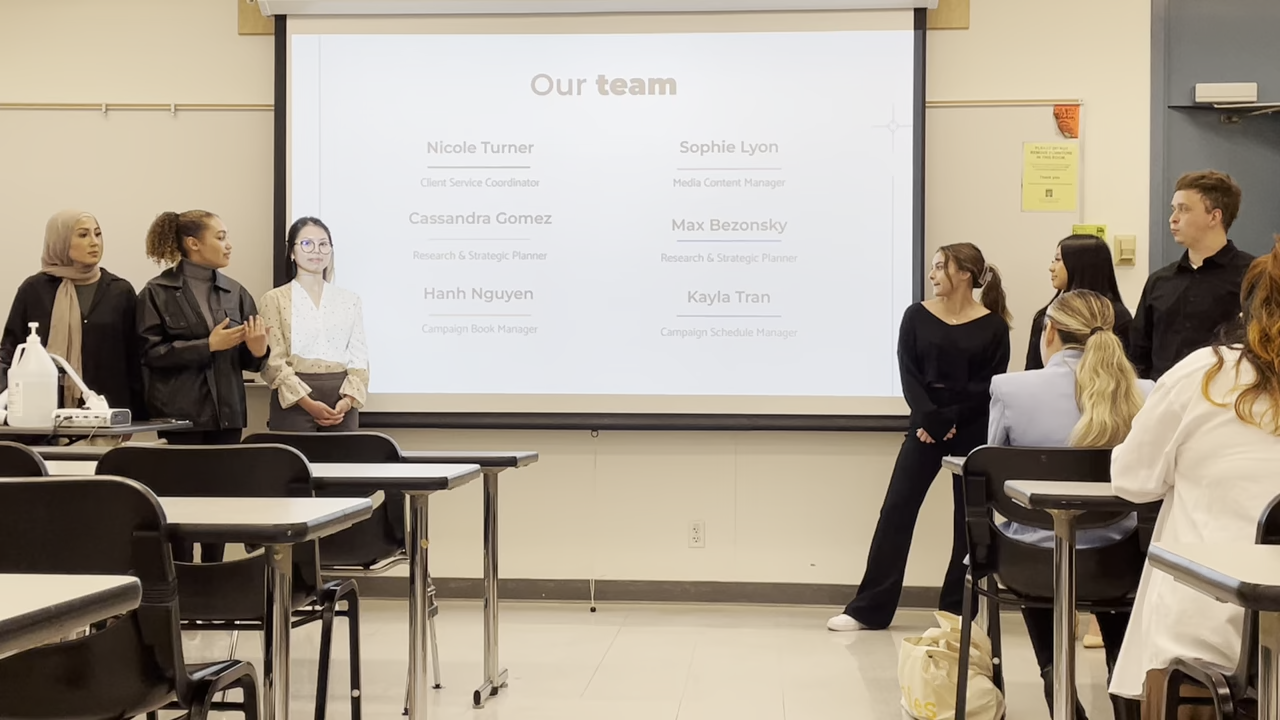 Our team
Nicole Turner
Client Service Coordinator
Cassandra Gomez
Research & Strategic Planner
Hanh Nguyen
Campaign Book Manager
Sophie Lyon
Media Content Manager
Max Bezonsky
Research & Strategic Planner
Kayla Tran
Campaign Schedule Manager